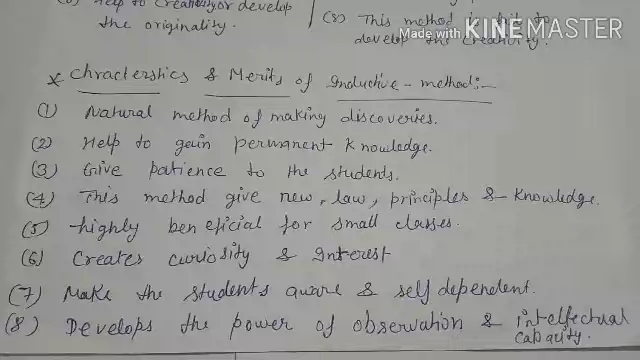 Help to Creativity or develop
the originality.
(8) This method is
develop the creativity.
Made with KINEMASTER
* Chracterstics & Merits of Inductive-method:-
(1) Natural method of making discoveries.
(2) Help to gain permanent Knowledge.
(3) Give patience to the students.
(4) This method give new, law, principles & Knowledge.
(5) highly beneficial for small classes.
(6) Creates curiosity & Interest
(7) Make the students aware & self dependent.
(8) Develops the power of observation & intellectual
capacity.